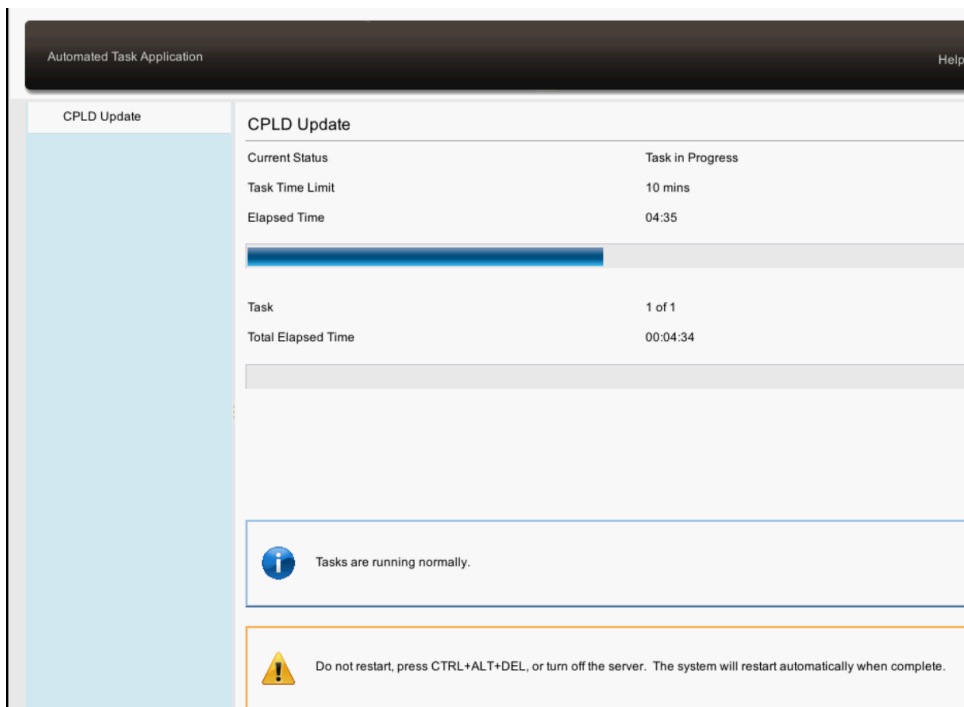 Automated Task Application
Help
CPLD Update
CPLD Update
Current Status Task in Progress
Task Time Limit 10 mins
Elapsed Time 04:35
Task 1 of 1
Total Elapsed Time 00:04:34
Tasks are running normally.
Do not restart, press CTRL+ALT+DEL, or turn off the server. The system will restart automatically when complete.